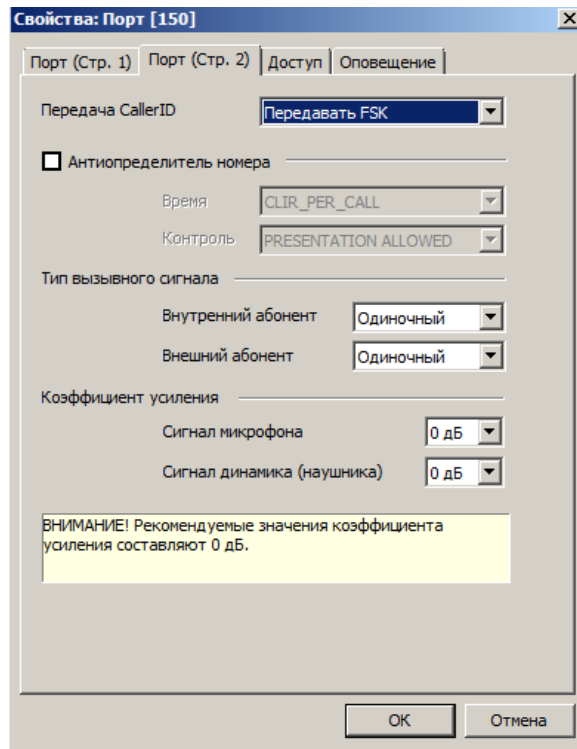 Свойства: Порт [150]
Порт (Стр. 1) Порт (Стр. 2) Доступ Оповещение
Передача CallerID Передавать FSK
Антиопределитель номера
Время CLIR_PER_CALL
Контроль PRESENTATION ALLOWED
Тип вызывного сигнала
Внутренний абонент Одиночный
Внешний абонент Одиночный
Коэффициент усиления
Сигнал микрофона 0 дБ
Сигнал динамика (наушника) 0 дБ
ВНИМАНИЕ! Рекомендуемые значения коэффициента
усиления составляют 0 дБ.
ОК Отмена